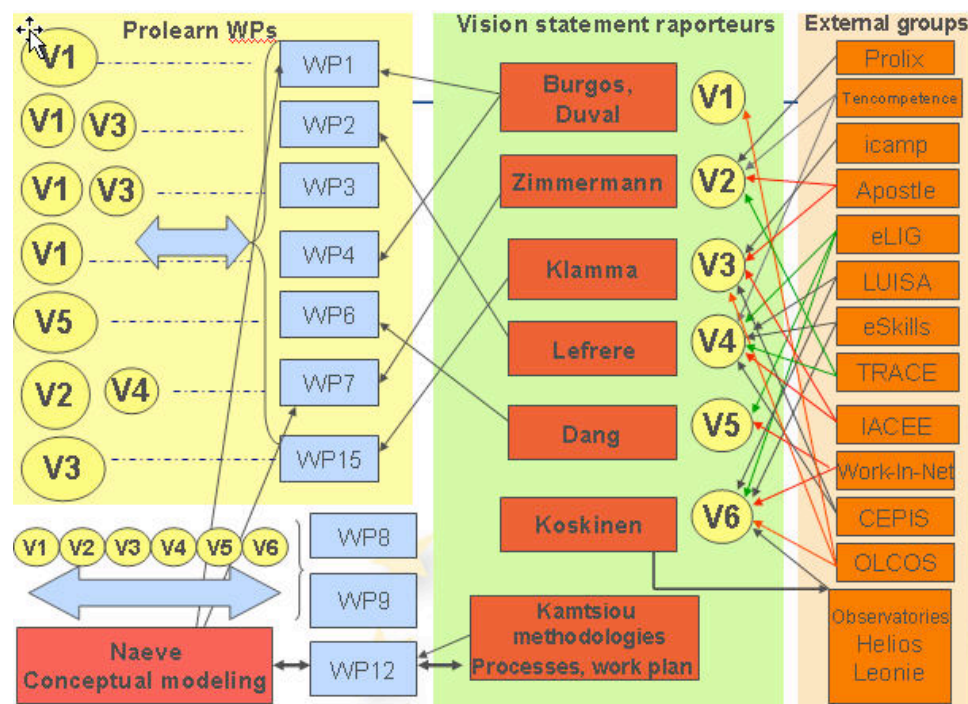 Prolearn WPs
V1
WP1
V1 V3
WP2
V1 V3
WP3
V1
WP4
V5
WP6
V2 V4
WP7
V3
WP15
V1 V2 V3 V4 V5 V6
WP8
WP9
Naeve
Conceptual modeling
WP12
Vision statement raporteurs
Burgos,
Duval
V1
Zimmermann
V2
Klamma
V3
Lefrere
V4
Dang
V5
Koskinen
V6
Kamtsiou
methodologies
Processes, work plan
External groups
Prolix
Tencompetence
icamp
Apostle
eLIG
LUISA
eSkills
TRACE
IACEE
Work-In-Net
CEPIS
OLCOS
Observatories
Helios
Leonie